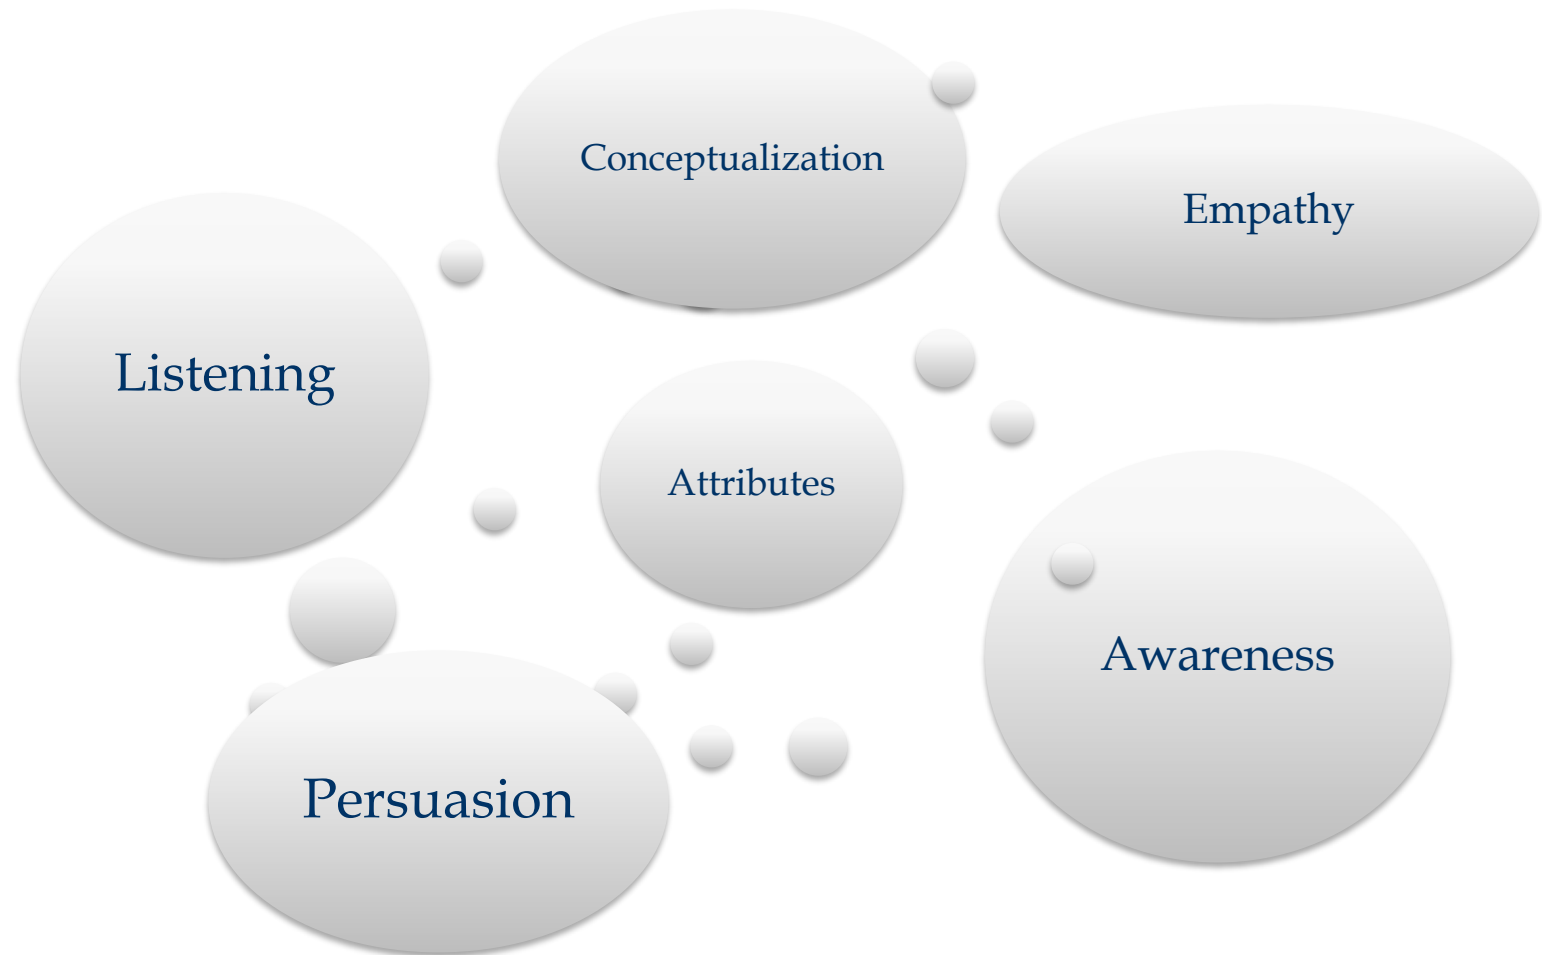 Conceptualization
Empathy
Listening
Attributes
Awareness
Persuasion